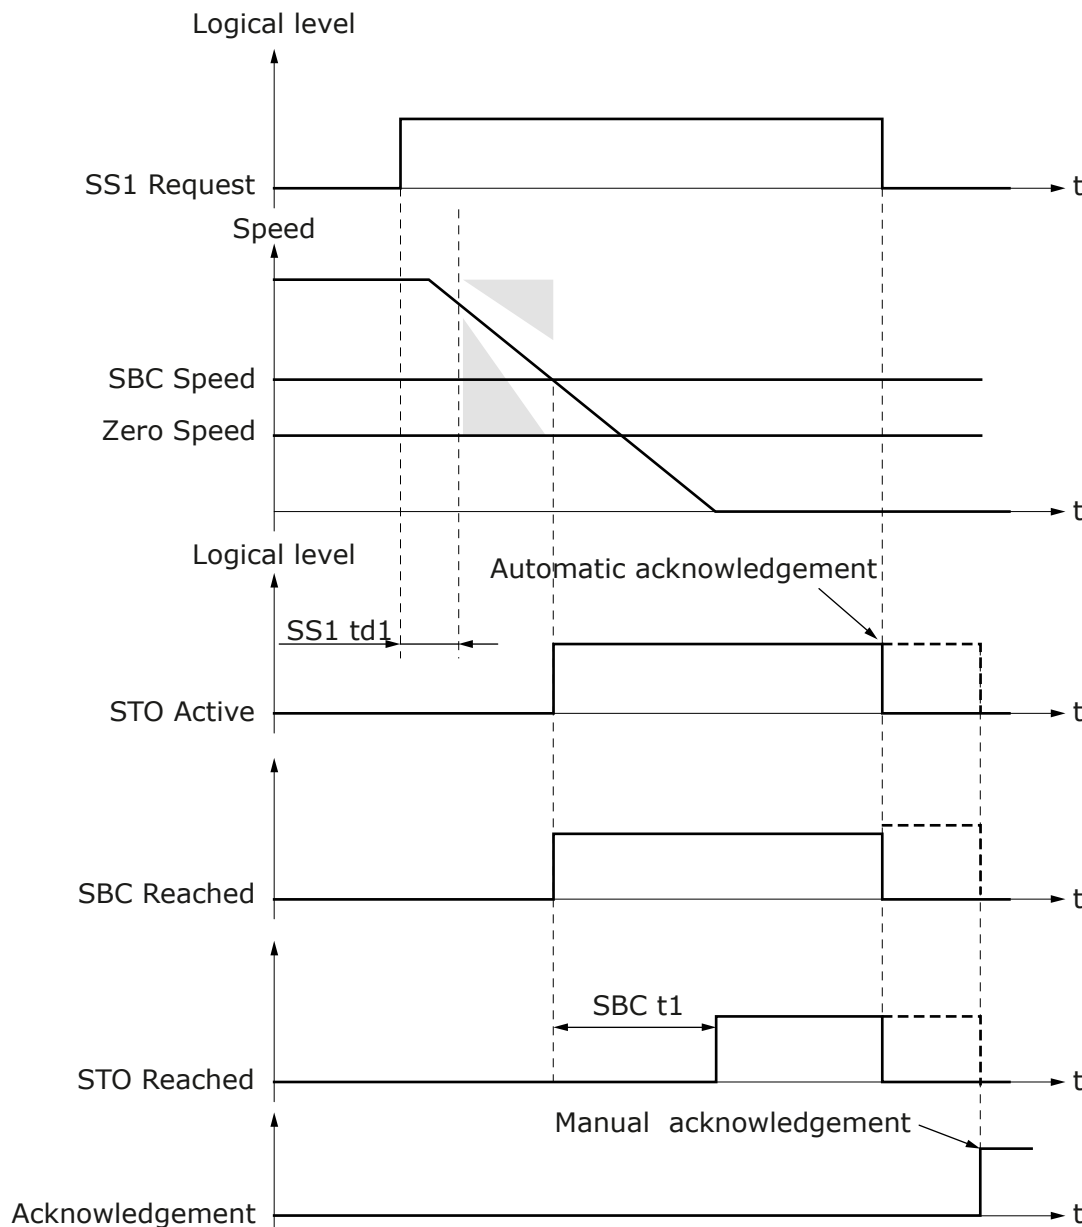 Logical level
SS1 Request
t
Speed
SBC Speed
Zero Speed
t
Logical level
Automatic acknowledgement
SS1 td1
STO Active
t
SBC Reached
t
SBC t1
STO Reached
t
Manual acknowledgement
Acknowledgement
t